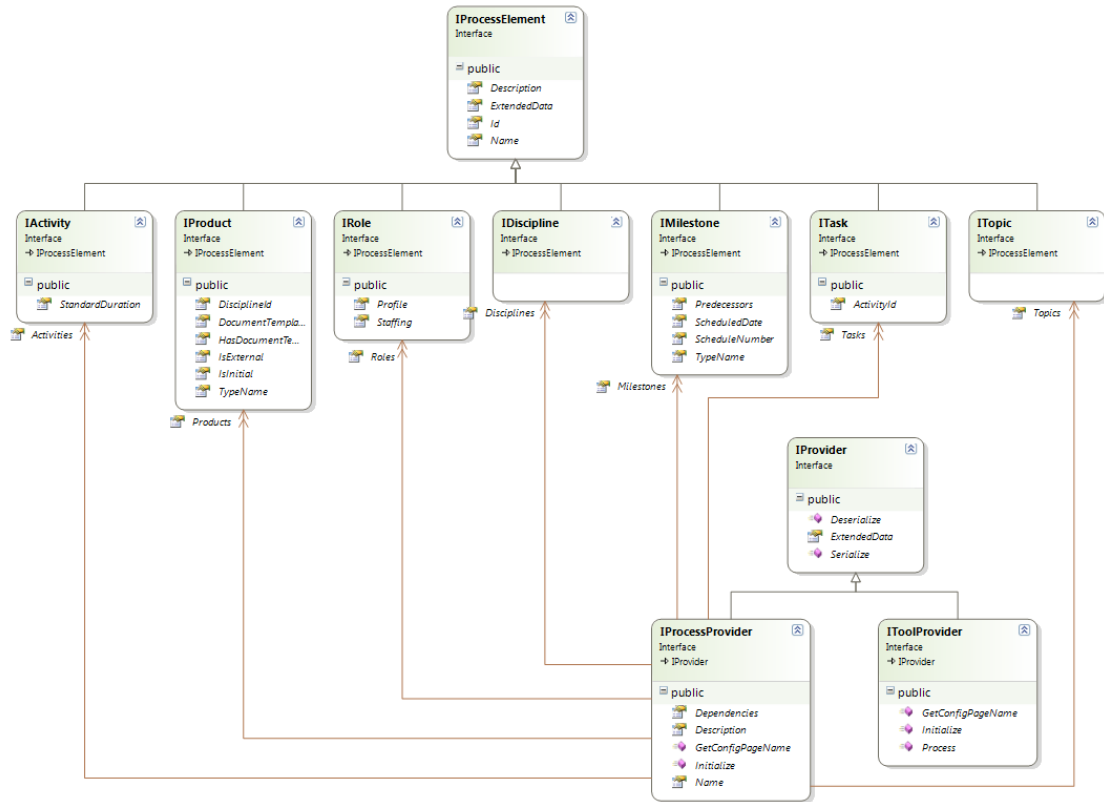 IProcessElement
Interface
public
Description
ExtendedData
Id
Name
IActivity
Interface
IProcessElement
public
StandardDuration
Activities
IProduct
Interface
IProcessElement
public
DisciplineId
DocumentTempla...
HasDocumentTe...
IsExternal
IsInitial
TypeName
Products
IRole
Interface
IProcessElement
public
Profile
Staffing
Roles
IDiscipline
Interface
IProcessElement
Disciplines
IMilestone
Interface
IProcessElement
public
Predecessors
ScheduledDate
ScheduleNumber
TypeName
Milestones
ITask
Interface
IProcessElement
public
ActivityId
Tasks
ITopic
Interface
IProcessElement
Topics
IProvider
Interface
public
Deserialize
ExtendedData
Serialize
IProcessProvider
Interface
IProvider
public
Dependencies
Description
GetConfigPageName
Initialize
Name
IToolProvider
Interface
IProvider
public
GetConfigPageName
Initialize
Process